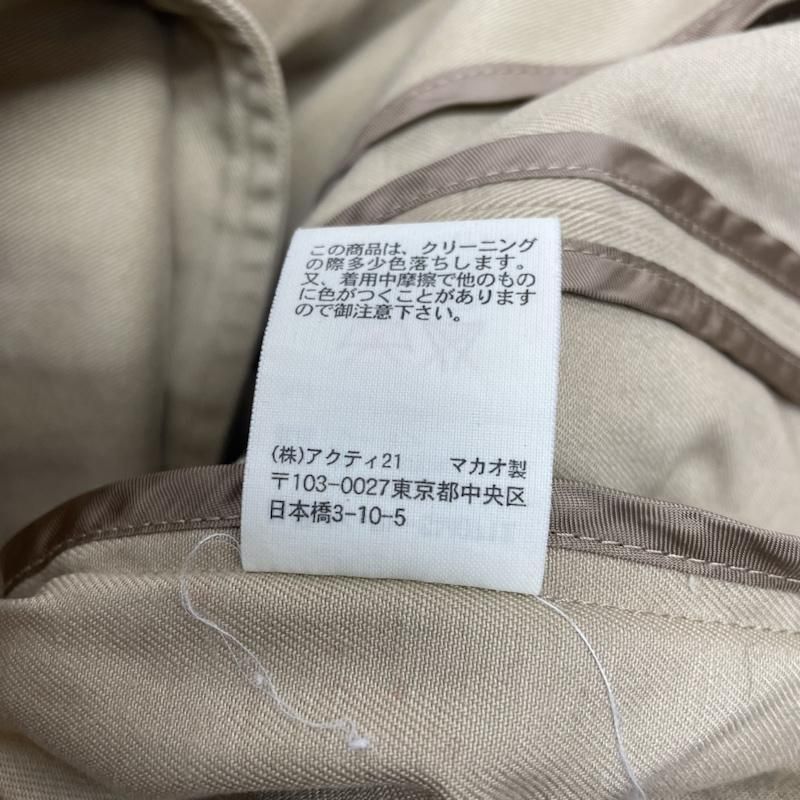 この商品は、クリーニング
の際多少色落ちします。
又、着用中摩擦で他のもの
に色がつくことがあります
ので御注意下さい。
(株)アクティ21 マカオ製
〒103-0027東京都中央区
日本橋3-10-5